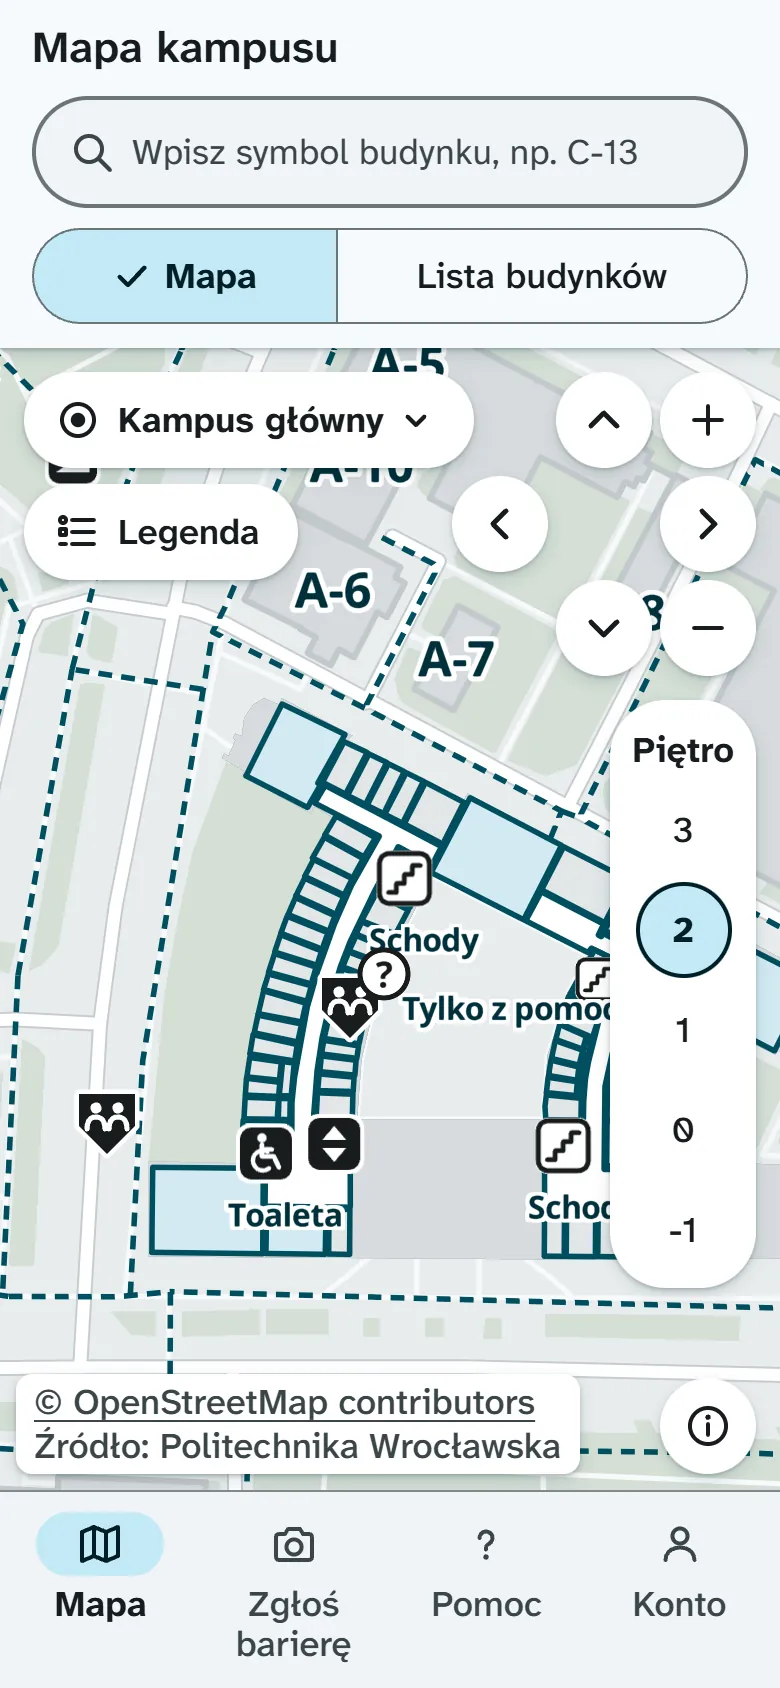 Mapa kampusu
Wpisz symbol budynku, np. C-13
Mapa
Lista budynków
A-5
Kampus główny
A-10
Legenda
A-6
8
A-7
Piętro
3
2
1
0
-1
Schody
?
Tylko z pomoc
Toaleta
Schod
© OpenStreetMap contributors
Źródło: Politechnika Wrocławska
Mapa
Zgłoś
barierę
Pomoc
Konto